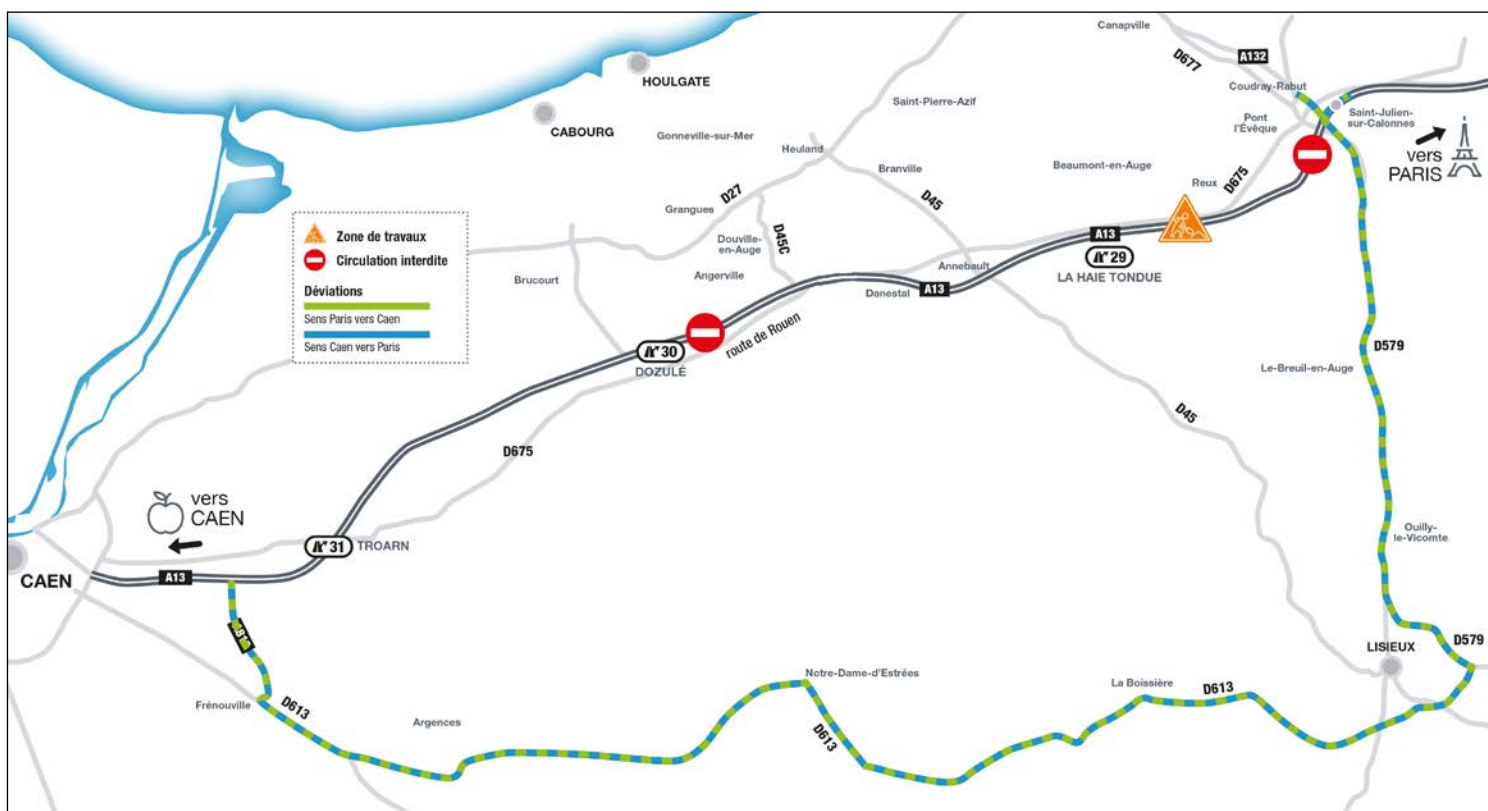 Canapville
A132
D677
Coudray-Rabut
HOULGATE
Saint-Pierre-Azif
Saint-Julien-
sur-Calonnes
CABOURG
Pont
l'Évêque
Gonneville-sur-Mer
Heuland
vers
PARIS
Branville
Beaumont-en-Auge
Reux
D675
D27
D45
Grangues
Zone de travaux
Circulation interdite
Déviations
Sens Paris vers Caen
Sens Caen vers Paris
D45C
Douville-
en-Auge
A13
29
LA HAIE TONDUE
Brucourt
Angerville
Annebault
Danestal
A13
route de Rouen
30
DOZULÉ
D579
Le-Breuil-en-Auge
D45
D675
vers
CAEN
Ouilly-
le-Vicomte
31
TROARN
CAEN
A13
D579
LISIEUX
Notre-Dame-d'Estrées
La Boissière
D613
Frénouville
D613
Argences
D613